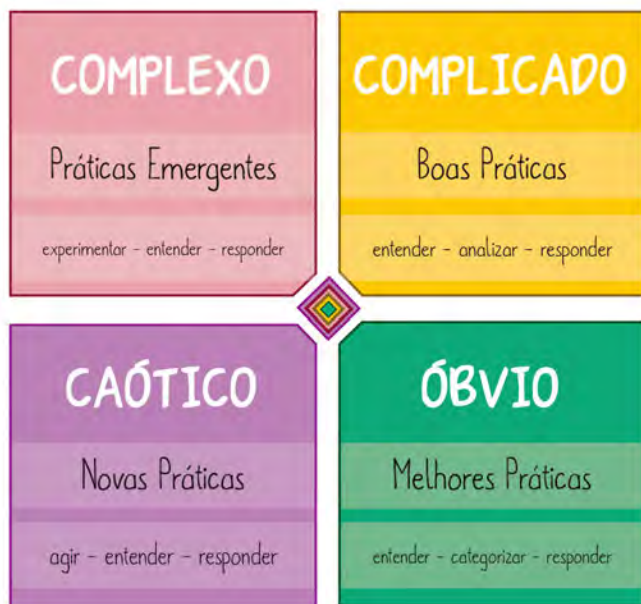 COMPLEXO
Práticas Emergentes
experimentar – entender – responder
COMPLICADO
Boas Práticas
entender – analizar – responder
CAÓTICO
Novas Práticas
agir – entender – responder
ÓBVIO
Melhores Práticas
entender – categorizar – responder